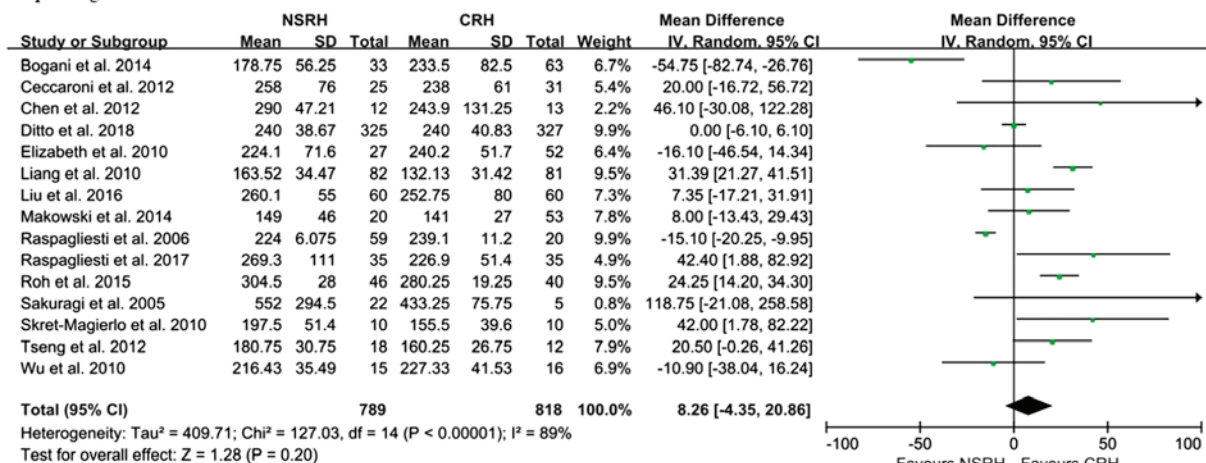 NSRH CRH Mean Difference Mean Difference
Study or Subgroup Mean SD Total Mean SD Total Weight IV, Random, 95% CI IV, Random, 95% CI
Bogani et al. 2014 178.75 56.25 33 233.5 82.5 63 6.7% -54.75 [-82.74, -26.76]
Ceccaroni et al. 2012 258 76 25 238 61 31 5.4% 20.00 [-16.72, 56.72]
Chen et al. 2012 290 47.21 12 243.9 131.25 13 2.2% 46.10 [-30.08, 122.28]
Ditto et al. 2018 240 38.67 325 240 40.83 327 9.9% 0.00 [-6.10, 6.10]
Elizabeth et al. 2010 224.1 71.6 27 240.2 51.7 52 6.4% -16.10 [-46.54, 14.34]
Liang et al. 2010 163.52 34.47 82 132.13 31.42 81 9.5% 31.39 [21.27, 41.51]
Liu et al. 2016 260.1 55 60 252.75 80 60 7.3% 7.35 [-17.21, 31.91]
Makowski et al. 2014 149 46 20 141 27 53 7.8% 8.00 [-13.43, 29.43]
Raspagliesti et al. 2006 224 6.075 59 239.1 11.2 20 9.9% -15.10 [-20.25, -9.95]
Raspagliesti et al. 2017 269.3 111 35 226.9 51.4 35 4.9% 42.40 [1.88, 82.92]
Roh et al. 2015 304.5 28 46 280.25 19.25 40 9.5% 24.25 [14.20, 34.30]
Sakuragi et al. 2005 552 294.5 22 433.25 75.75 5 0.8% 118.75 [-21.08, 258.58]
Skret-Magierlo et al. 2010 197.5 51.4 10 155.5 39.6 10 5.0% 42.00 [1.78, 82.22]
Tseng et al. 2012 180.75 30.75 18 160.25 26.75 12 7.9% 20.50 [-0.26, 41.26]
Wu et al. 2010 216.43 35.49 15 227.33 41.53 16 6.9% -10.90 [-38.04, 16.24]
Total (95% CI) 789 818 100.0% 8.26 [-4.35, 20.86]
Heterogeneity: Tau² = 409.71; Chi² = 127.03, df = 14 (P < 0.00001); I² = 89%
Test for overall effect: Z = 1.28 (P = 0.20)
-100 -50 0 50 100
Favours NSRH Favours CRH